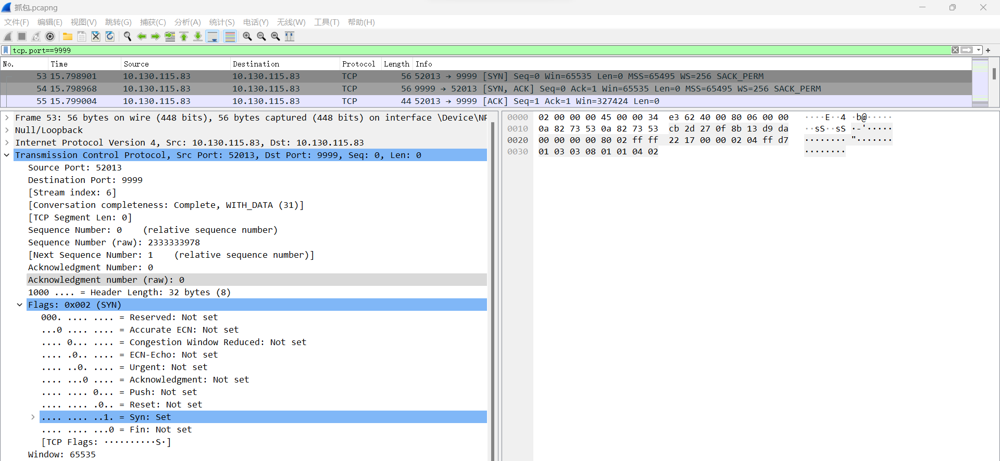 抓包.pcapng
文件(F) 编辑(E) 视图(V) 跳转(G) 捕获(C) 分析(A) 统计(S) 电话(Y) 无线(W) 工具(T) 帮助(H)
tcp.port==9999
No. Time Source Destination Protocol Length Info
53 15.798901 10.130.115.83 10.130.115.83 TCP 56 52013 → 9999 [SYN] Seq=0 Win=65535 Len=0 MSS=65495 WS=256 SACK_PERM
54 15.798968 10.130.115.83 10.130.115.83 TCP 56 9999 → 52013 [SYN, ACK] Seq=0 Ack=1 Win=65535 Len=0 MSS=65495 WS=256 SACK_PERM
55 15.799004 10.130.115.83 10.130.115.83 TCP 44 52013 → 9999 [ACK] Seq=1 Ack=1 Win=327424 Len=0
Frame 53: 56 bytes on wire (448 bits), 56 bytes captured (448 bits) on interface \Device\NF
Null/Loopback
Internet Protocol Version 4, Src: 10.130.115.83, Dst: 10.130.115.83
Transmission Control Protocol, Src Port: 52013, Dst Port: 9999, Seq: 0, Len: 0
Source Port: 52013
Destination Port: 9999
[Stream index: 6]
[Conversation completeness: Complete, WITH_DATA (31)]
[TCP Segment Len: 0]
Sequence Number: 0    (relative sequence number)
Sequence Number (raw): 2333333978
[Next Sequence Number: 1    (relative sequence number)]
Acknowledgment Number: 0
Acknowledgment number (raw): 0
1000 .... = Header Length: 32 bytes (8)
Flags: 0x002 (SYN)
000. .... .... = Reserved: Not set
...0 .... .... = Accurate ECN: Not set
.... 0... .... = Congestion Window Reduced: Not set
.... .0.. .... = ECN-Echo: Not set
.... ..0. .... = Urgent: Not set
.... ...0 .... = Acknowledgment: Not set
.... .... 0... = Push: Not set
.... .... .0.. = Reset: Not set
.... .... ..1. = Syn: Set
.... .... ...0 = Fin: Not set
[TCP Flags: ··········S·]
Window: 65535
0000 02 00 00 00 45 00 00 34 e3 62 40 00 80 06 00 00 ····E··4 ·b@·····
0010 0a 82 73 53 0a 82 73 53 cb 2d 27 0f 8b 13 d9 da ··sS··sS ·-'·····
0020 00 00 00 00 80 02 ff ff 22 17 00 00 02 04 ff d7 ········ "·······
0030 01 03 03 08 01 01 04 02 ········